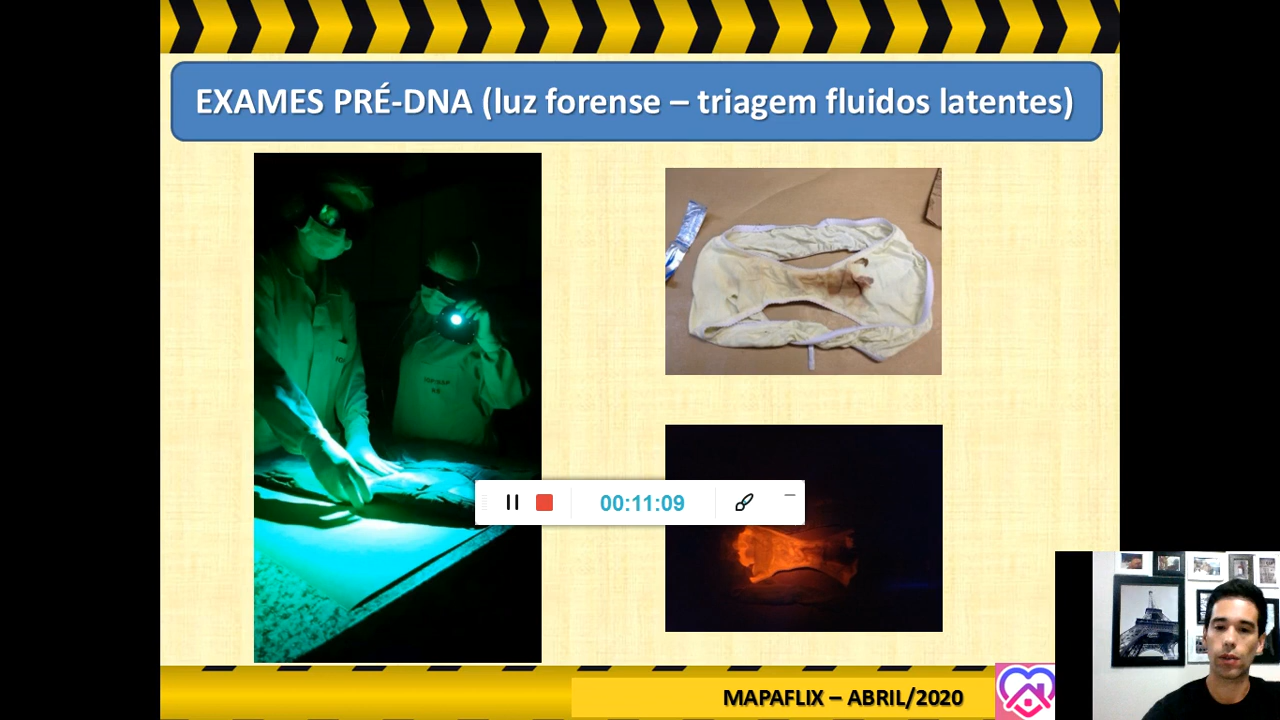 EXAMES PRÉ-DNA (luz forense – triagem fluidos latentes)
00:11:09
MAPAFLIX – ABRIL/2020